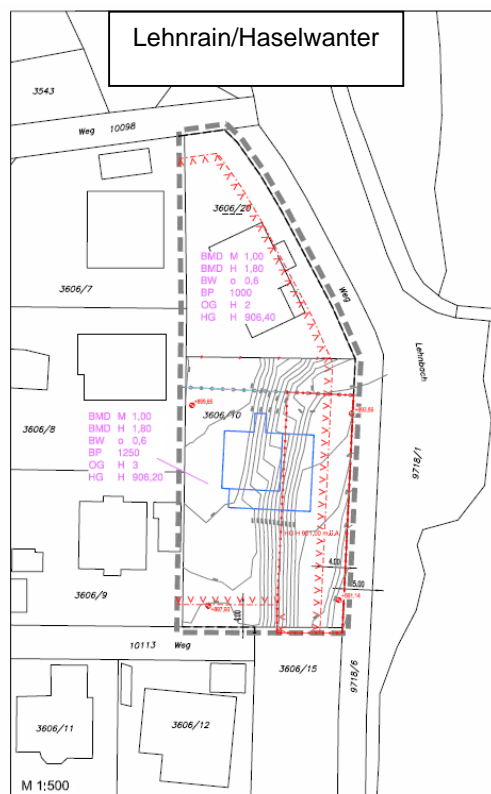 Lehnrain/Haselwanter
3543
Weg 10098
3606/20
BMD M 1,00
BMD H 1,80
BW o 0,6
BP 1000
OG H 2
HG H 906,40
3606/7
Weg
Lehnbach
3606/10
3606/8
BMD M 1,00
BMD H 1,80
BW o 0,6
BP 1250
OG H 3
HG H 906,20
9718/1
4,00
5,00
3606/9
4,00
10113 Weg
3606/15
9718/6
3606/11
3606/12
M 1:500